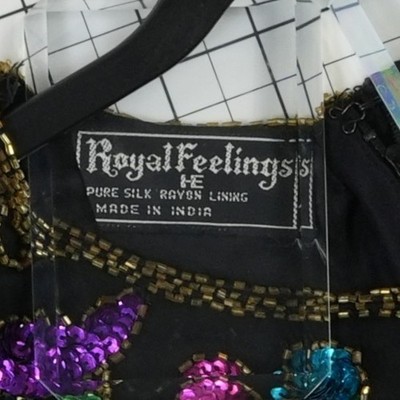 Royal Feelings
HE
PURE SILK RAYON LINING
MADE IN INDIA